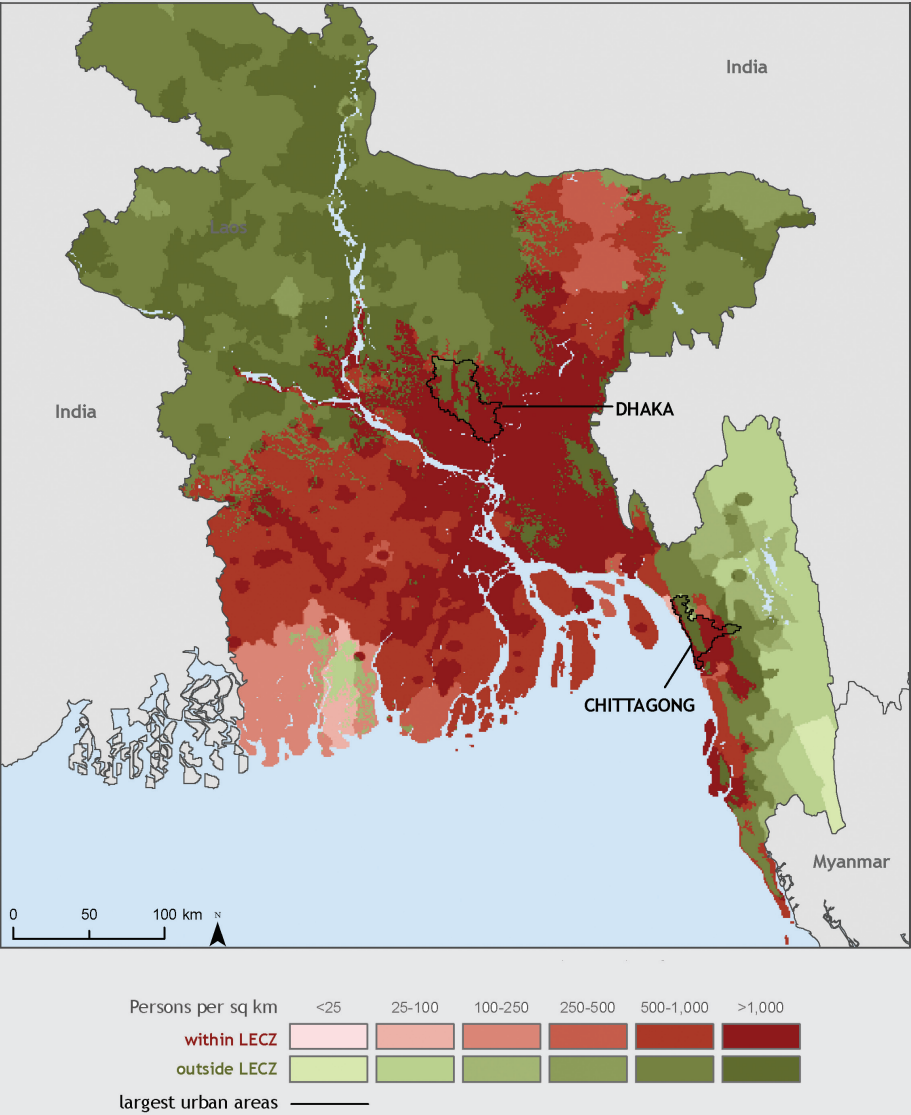 India
Laos
India
DHAKA
CHITTAGONG
Myanmar
0 50 100 km N
Persons per sq km <25 25-100 100-250 250-500 500-1,000 >1,000
within LECZ
outside LECZ
largest urban areas